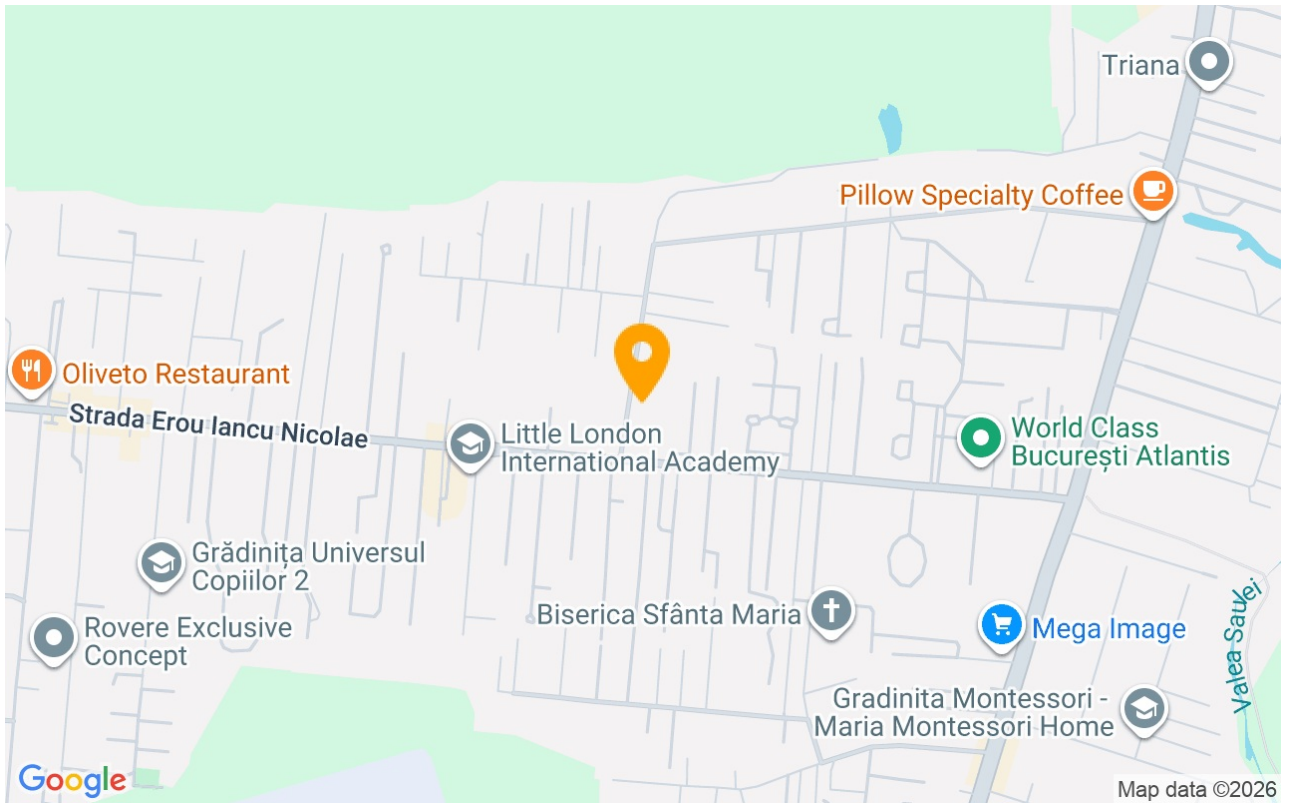 Triana
Pillow Specialty Coffee
Oliveto Restaurant
Strada Erou Iancu Nicolae
Little London
International Academy
World Class
București Atlantis
Grădinița Universul
Copiilor 2
Biserica Sfânta Maria
Mega Image
Rovere Exclusive
Concept
Valea Saulei
Gradinita Montessori -
Maria Montessori Home
Google
Map data ©2026